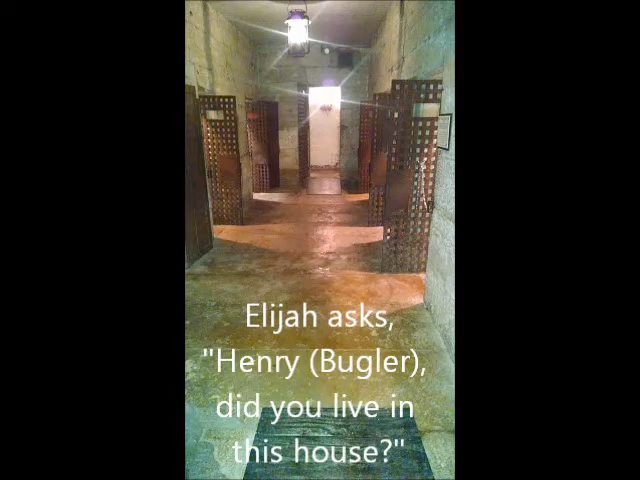 Elijah asks,
"Henry (Bugler),
did you live in
this house?"